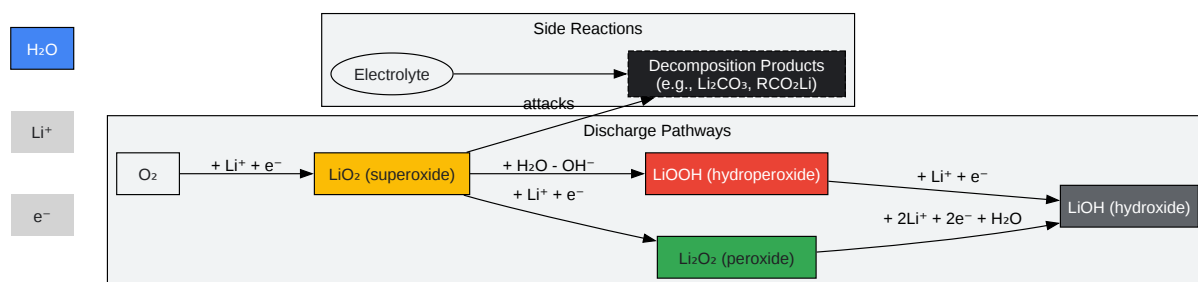 H₂O
Li⁺
e⁻
Side Reactions
Electrolyte
Decomposition Products
(e.g., Li₂CO₃, RCO₂Li)
attacks
Discharge Pathways
O₂
+ Li⁺ + e⁻
LiO₂ (superoxide)
+ H₂O - OH⁻
LiOOH (hydroperoxide)
+ Li⁺ + e⁻
+ Li⁺ + e⁻
Li₂O₂ (peroxide)
+ 2Li⁺ + 2e⁻ + H₂O
LiOH (hydroxide)